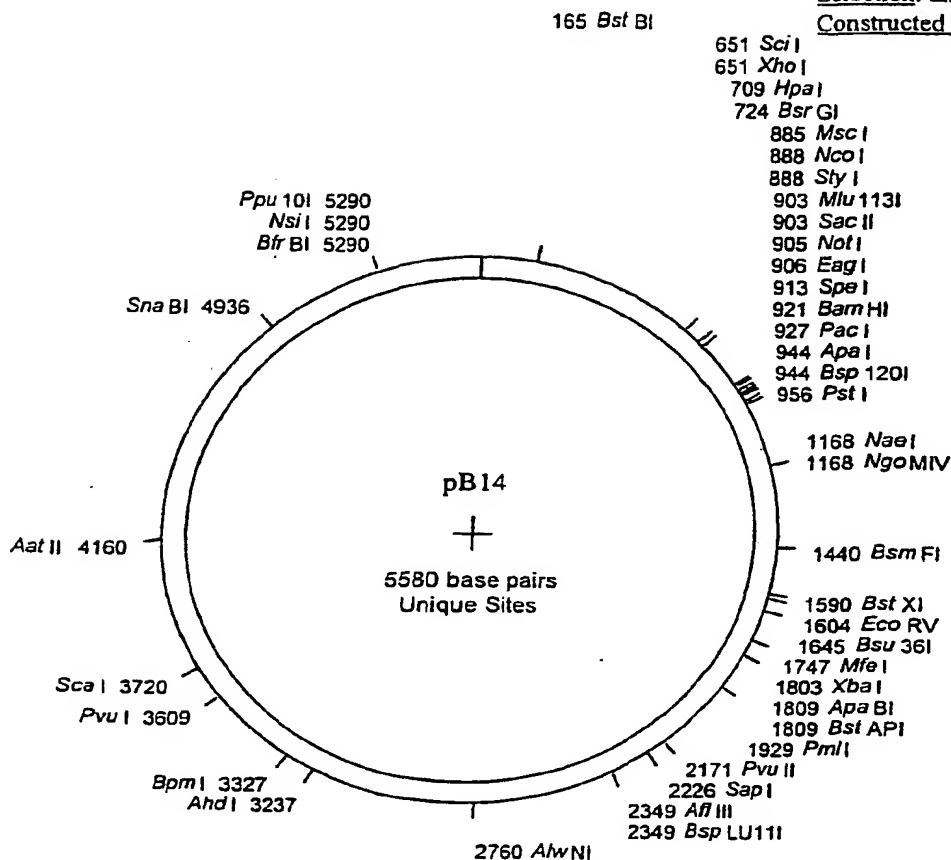 Constructed
165 Bst BI
651 Sci I
651 Xho I
709 Hpa I
724 Bsr GI
885 Msc I
888 Nco I
888 Sty I
903 Mlu 113I
903 Sac II
905 Not I
906 Eag I
913 Spe I
921 Bam HI
927 Pac I
944 Apa I
944 Bsp 120I
956 Pst I
1168 Nae I
1168 Ngo MIV
1440 Bsm FI
1590 Bst XI
1604 Eco RV
1645 Bsu 36I
1747 Mfe I
1803 Xba I
1809 Apa BI
1809 Bst API
1929 Pml I
2171 Pvu II
2226 Sap I
2349 Afl III
2349 Bsp LU11I
2760 Alw NI
Ahd I 3237
Bpm I 3327
Pvu I 3609
Sca I 3720
Aat II 4160
Sna BI 4936
Bfr BI 5290
Nsi I 5290
Ppu 10I 5290
pB14
5580 base pairs
Unique Sites